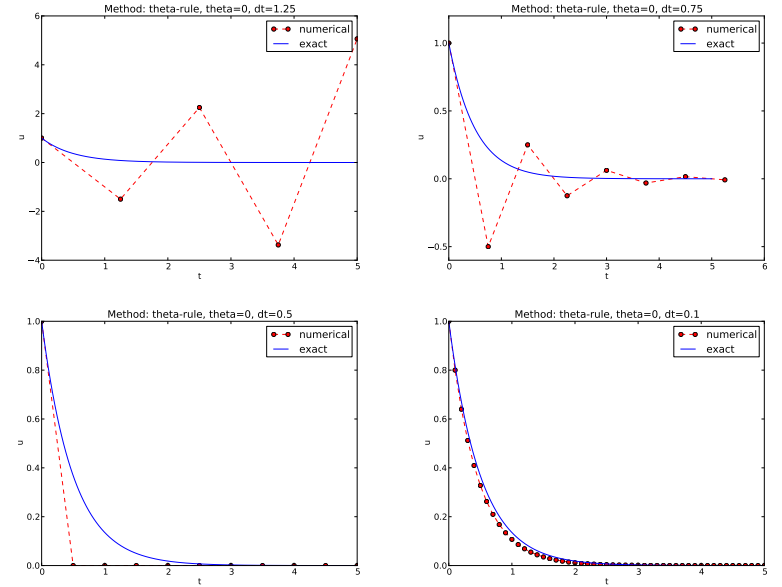 Method: theta-rule, theta=0, dt=1.25
6
4
2
0
−2
−4
u
numerical
exact
0 1 2 3 4 5
t
Method: theta-rule, theta=0, dt=0.75
1.0
0.5
0.0
−0.5
u
numerical
exact
0 1 2 3 4 5 6
t
Method: theta-rule, theta=0, dt=0.5
1.0
0.8
0.6
0.4
0.2
0.0
u
numerical
exact
0 1 2 3 4 5
t
Method: theta-rule, theta=0, dt=0.1
1.0
0.8
0.6
0.4
0.2
0.0
u
numerical
exact
0 1 2 3 4 5
t